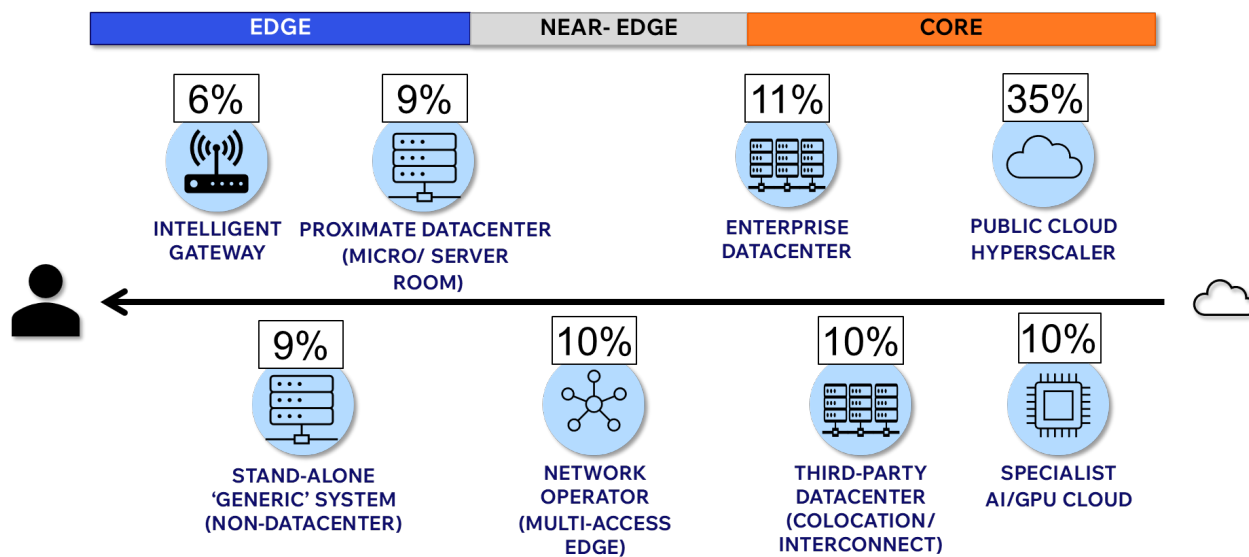 EDGE
NEAR- EDGE
CORE
6%
9%
11%
35%
INTELLIGENT
GATEWAY
PROXIMATE DATACENTER
(MICRO/ SERVER
ROOM)
ENTERPRISE
DATACENTER
PUBLIC CLOUD
HYPERSCALER
9%
10%
10%
10%
STAND-ALONE
‘GENERIC’ SYSTEM
(NON-DATACENTER)
NETWORK
OPERATOR
(MULTI-ACCESS
EDGE)
THIRD-PARTY
DATACENTER
(COLOCATION/
INTERCONNECT)
SPECIALIST
AI/GPU CLOUD